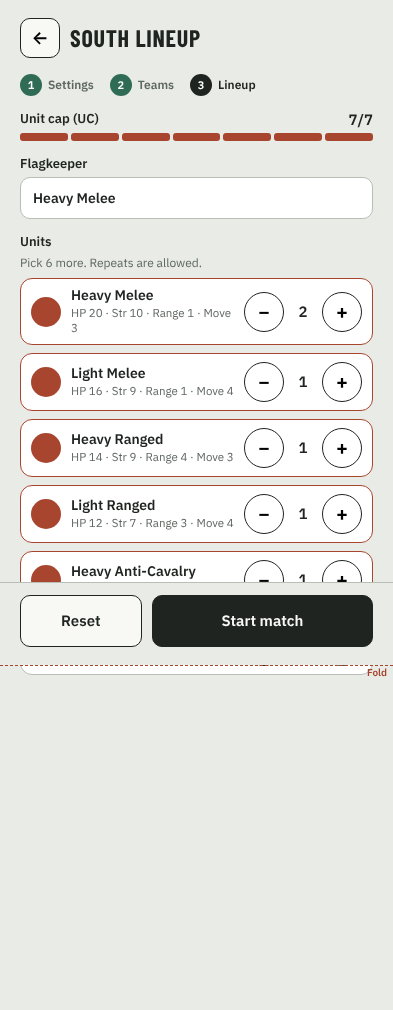 ←
SOUTH LINEUP
1 Settings 2 Teams 3 Lineup
Unit cap (UC) 7/7
Flagkeeper
Heavy Melee
Units
Pick 6 more. Repeats are allowed.
Heavy Melee
HP 20 · Str 10 · Range 1 · Move
3
− 2 +
Light Melee
HP 16 · Str 9 · Range 1 · Move 4
− 1 +
Heavy Ranged
HP 14 · Str 9 · Range 4 · Move 3
− 1 +
Light Ranged
HP 12 · Str 7 · Range 3 · Move 4
− 1 +
Heavy Anti-Cavalry
− 1 +
Reset Start match
Fold